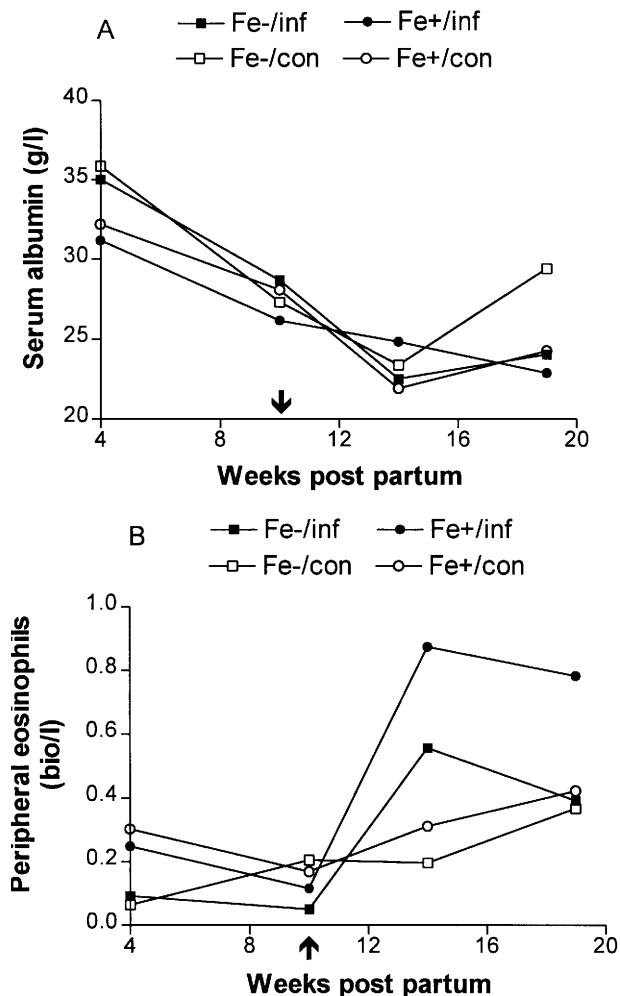 A
Fe-/inf Fe+/inf
Fe-/con Fe+/con
40
35
30
25
20
Serum albumin (g/l)
4 8 12 16 20
Weeks post partum
B
Fe-/inf Fe+/inf
Fe-/con Fe+/con
1.0
0.8
0.6
0.4
0.2
0.0
Peripheral eosinophils
(bio/l)
4 8 12 16 20
Weeks post partum